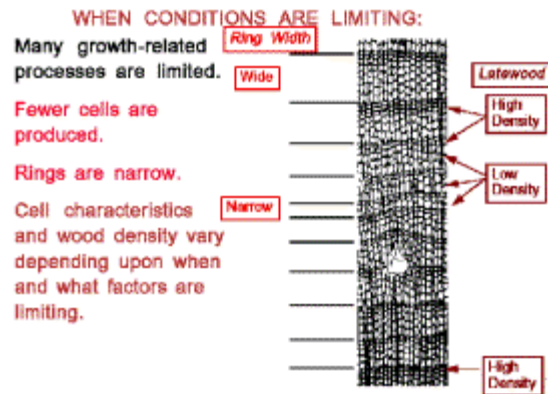 WHEN CONDITIONS ARE LIMITING:
Many growth-related
processes are limited.
Fewer cells are
produced.
Rings are narrow.
Cell characteristics
and wood density vary
depending upon when
and what factors are
limiting.
Ring Width
Wide
Narrow
Latewood
High
Density
Low
Density
High
Density